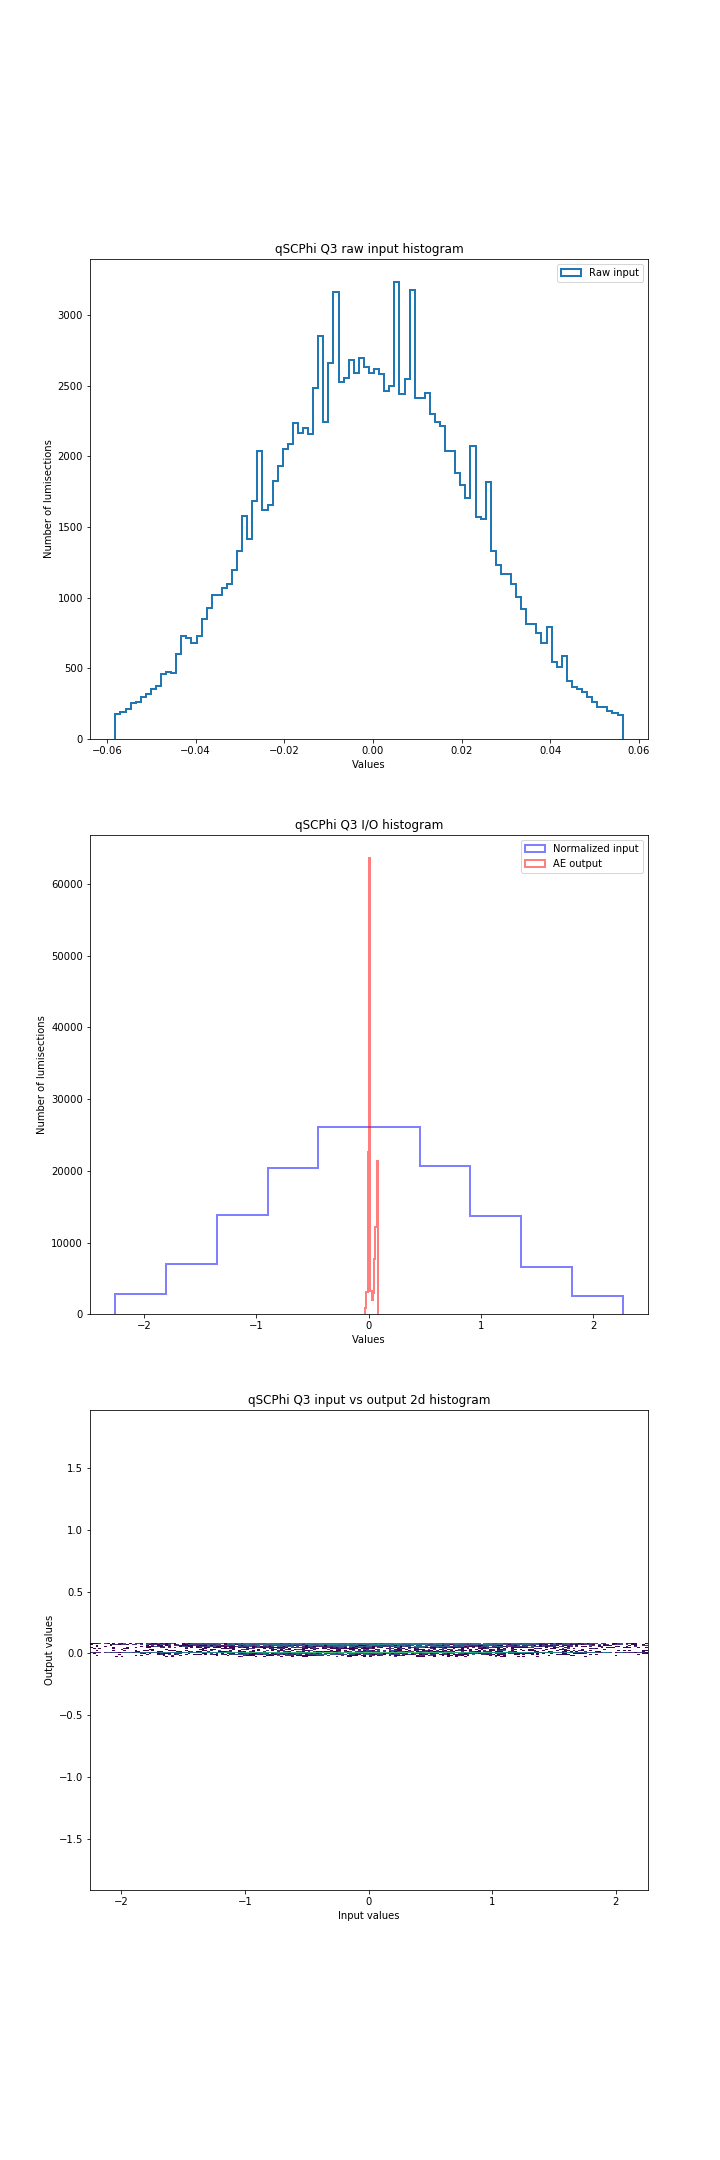 qSCPhi Q3 raw input histogram
Raw input
3000
2500
2000
1500
1000
500
0
Number of lumisections
−0.06 −0.04 −0.02 0.00 0.02 0.04 0.06
Values
qSCPhi Q3 I/O histogram
Normalized input
AE output
60000
50000
40000
30000
20000
10000
0
Number of lumisections
−2 −1 0 1 2
Values
qSCPhi Q3 input vs output 2d histogram
1.5
1.0
0.5
0.0
−0.5
−1.0
−1.5
Output values
−2 −1 0 1 2
Input values